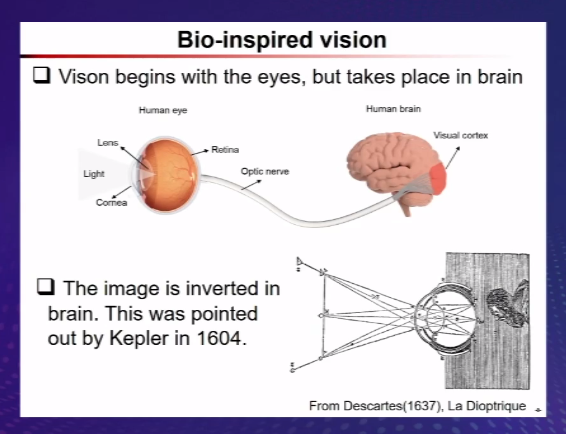 Bio-inspired vision
❑ Vison begins with the eyes, but takes place in brain
Human eye
Human brain
Lens
Retina
Visual cortex
Light
Optic nerve
Cornea
❑ The image is inverted in
brain. This was pointed
out by Kepler in 1604.
From Descartes(1637), La Dioptrique